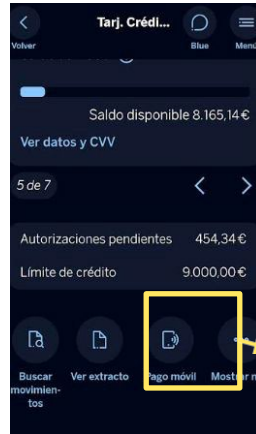 Tarj. Crédi...
Volver
Blue
Menú
Saldo disponible 8.165,14€
Ver datos y CVV
5 de 7
Autorizaciones pendientes 454,34€
Límite de crédito 9.000,00€
Buscar movimien-tos
Ver extracto
Pago móvil
Mostrar